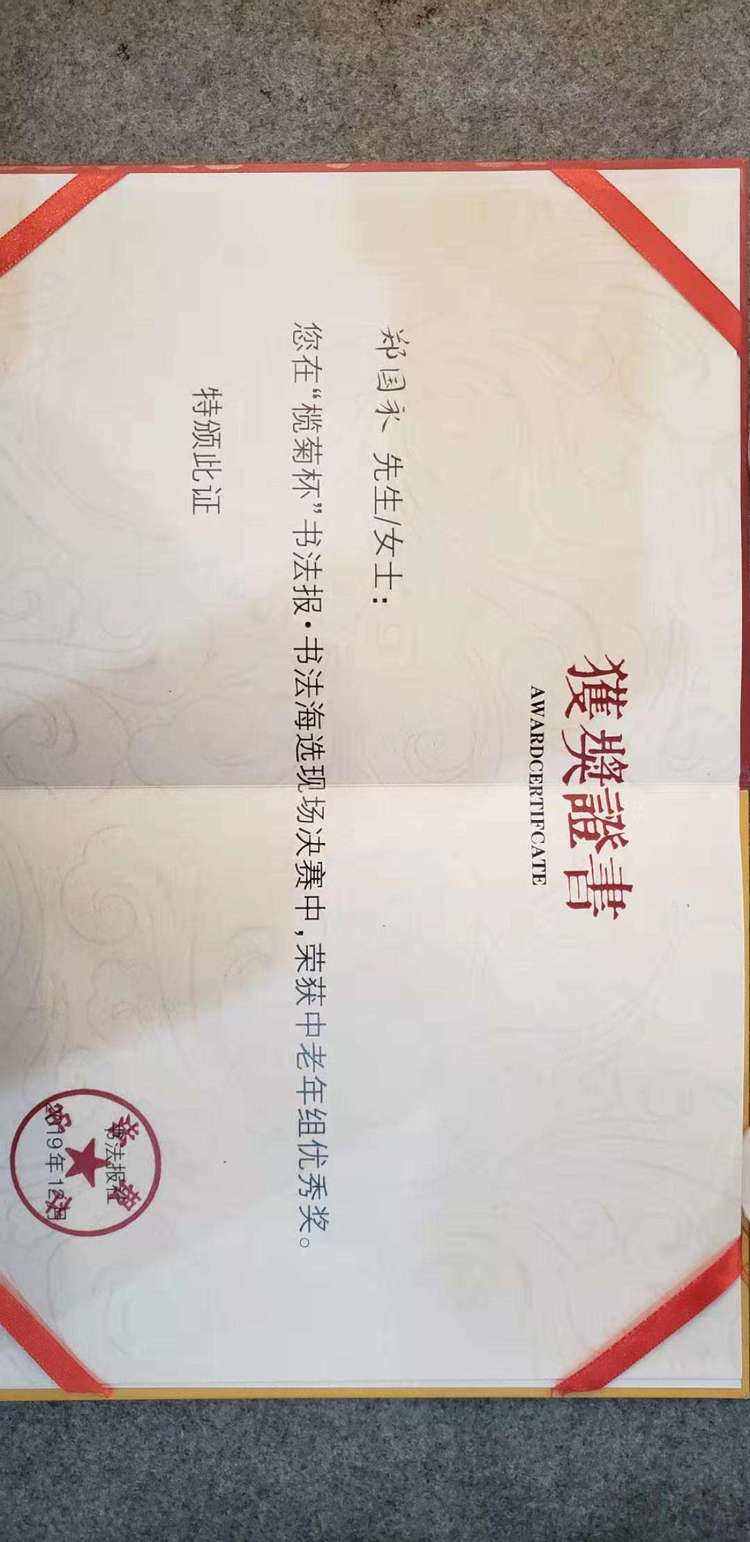 獲獎證書
AWARDCERTIFCATE
郑国永 先生/女士：
您在“榄菊杯”书法报·书法海选现场决赛中，荣获中老年组优秀奖。
特颁此证
书法报社
2019年12月